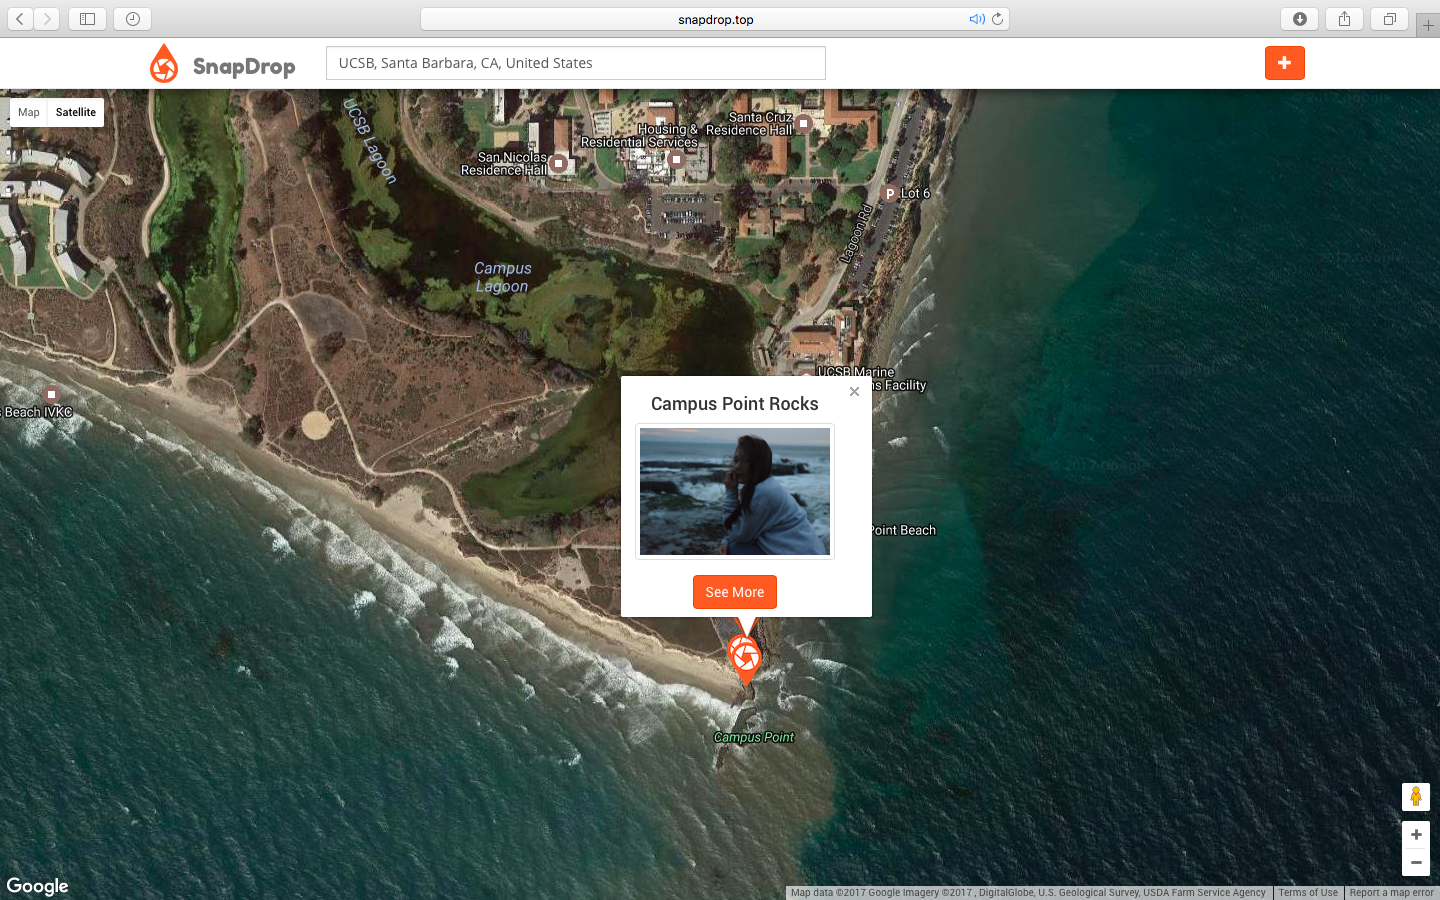 snapdrop.top
SnapDrop
UCSB, Santa Barbara, CA, United States
Map
Satellite
UCSB Lagoon
Santa Cruz
Residence Hall
Housing &
Residential Services
San Nicolas
Residence Hall
P
Lot 6
Lagoon Rd
Campus
Lagoon
UCSB Marine
ns Facility
s Beach IVKC
Campus Point Rocks
×
Point Beach
See More
Campus Point
Google
Map data ©2017 Google Imagery ©2017 , DigitalGlobe, U.S. Geological Survey, USDA Farm Service Agency
Terms of Use
Report a map error